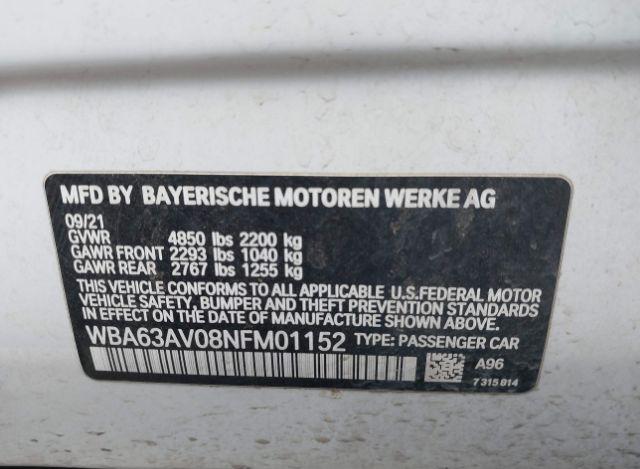 MFD BY BAYERISCHE MOTOREN WERKE AG
09/21
GVWR 4850 lbs 2200 kg
GAWR FRONT 2293 lbs 1040 kg
GAWR REAR 2767 lbs 1255 kg
THIS VEHICLE CONFORMS TO ALL APPLICABLE U.S.FEDERAL MOTOR
VEHICLE SAFETY, BUMPER AND THEFT PREVENTION STANDARDS
IN EFFECT ON THE DATE OF MANUFACTURE SHOWN ABOVE.
WBA63AV08NFM01152 TYPE: PASSENGER CAR
A96
7 315 814